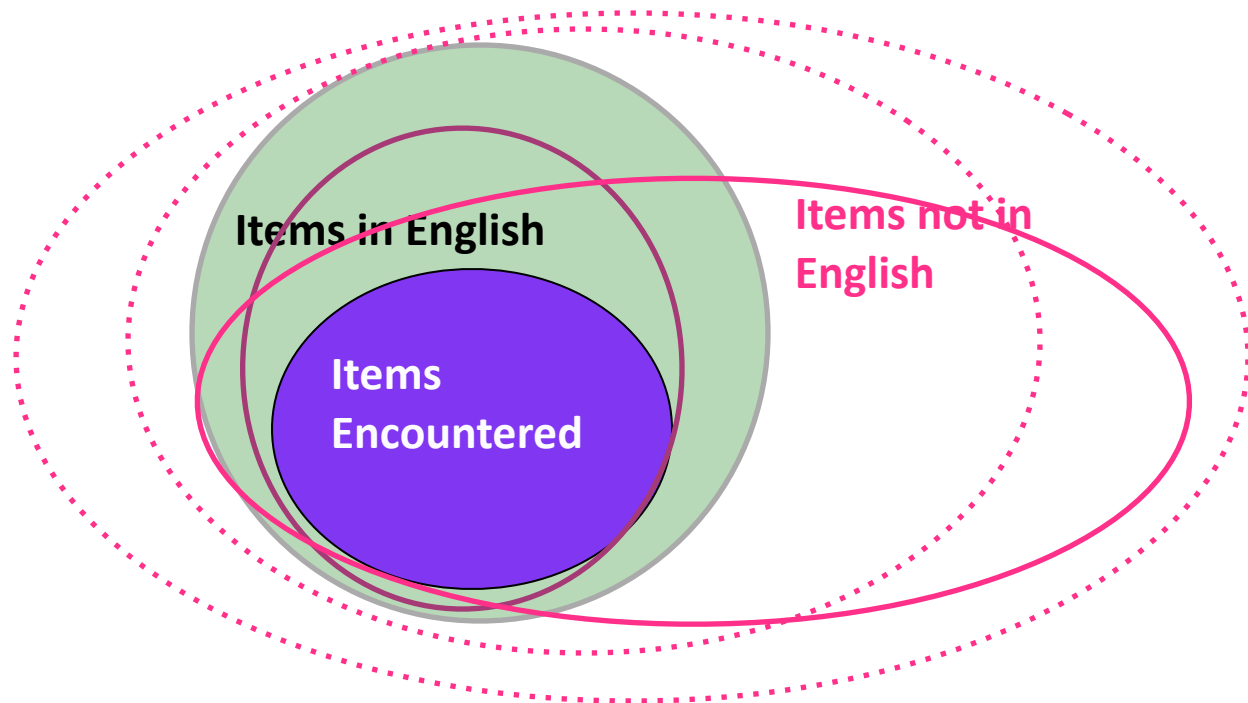 Items in English
Items not in
English
Items
Encountered